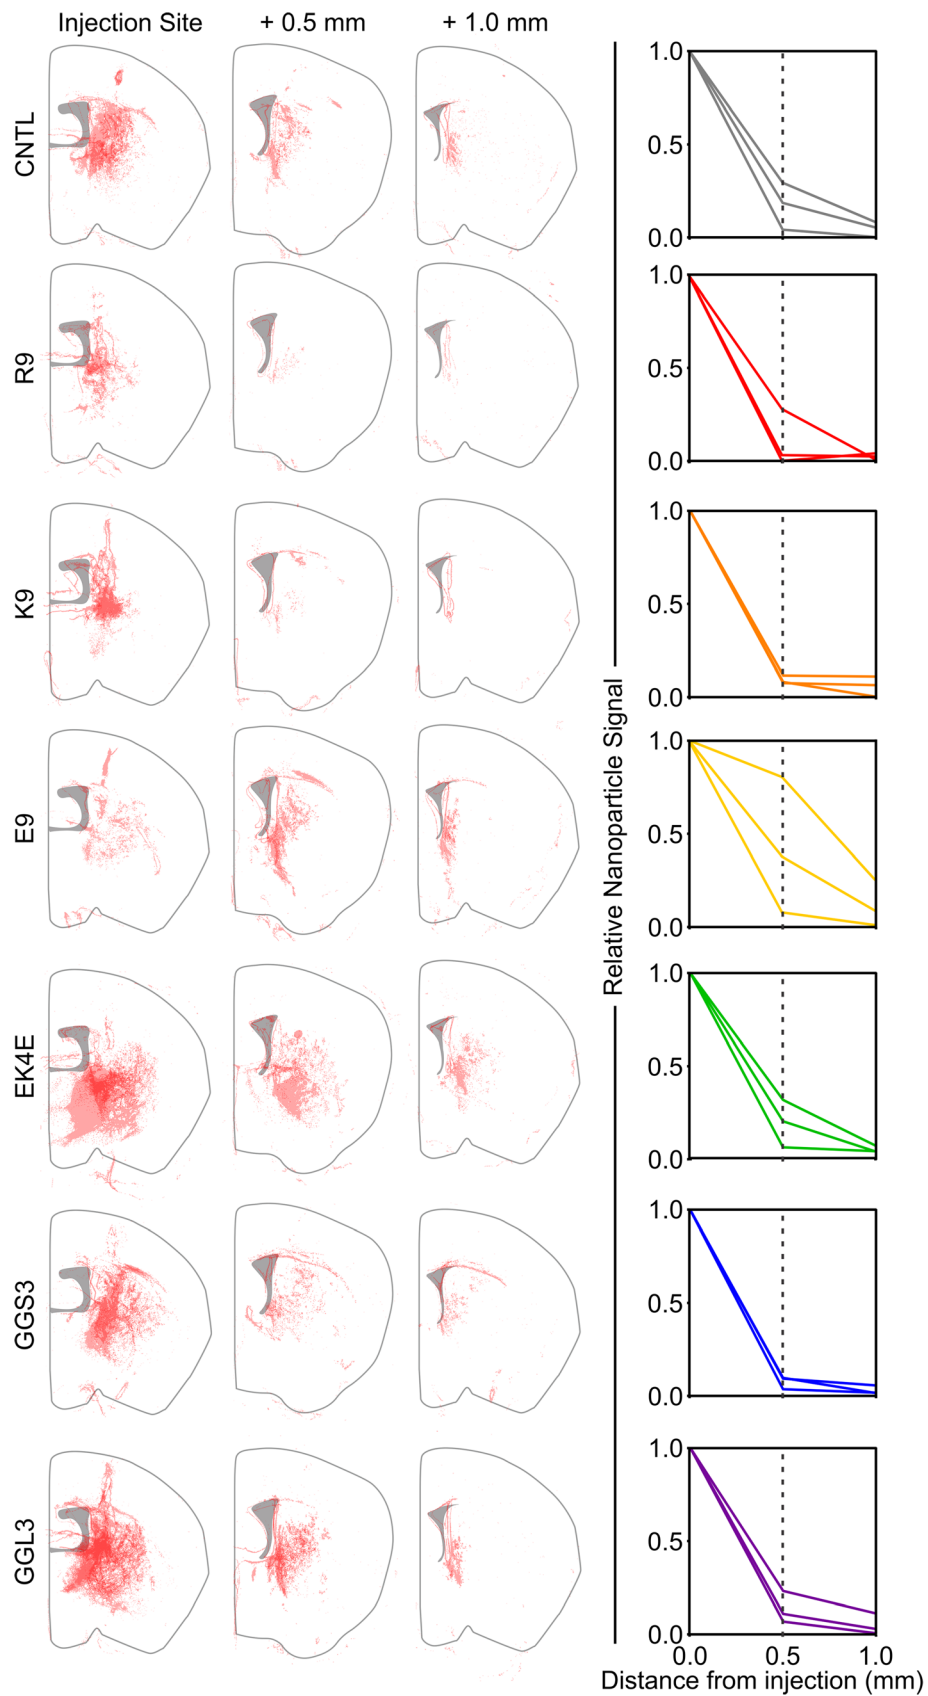 Injection Site + 0.5 mm + 1.0 mm
CNTL
1.0
0.5
0.0
R9
1.0
0.5
0.0
K9
1.0
0.5
0.0
Relative Nanoparticle Signal
E9
1.0
0.5
0.0
EK4E
1.0
0.5
0.0
GGS3
1.0
0.5
0.0
GGL3
1.0
0.5
0.0
0.0 0.5 1.0
Distance from injection (mm)